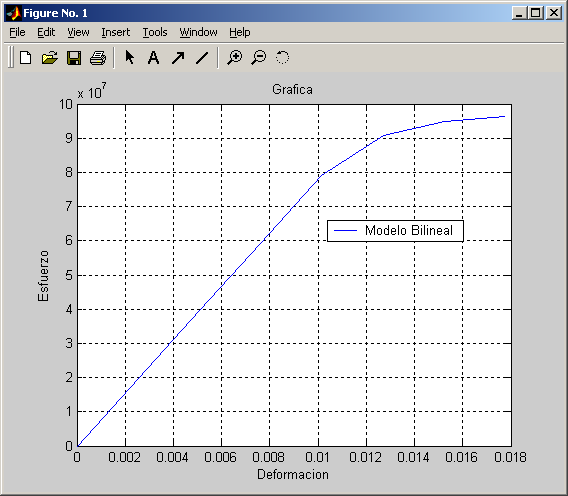 Figure No. 1
File Edit View Insert Tools Window Help
Grafica
x 10^7
10
9
8
7
6
5
4
3
2
1
0
Esfuerzo
Modelo Bilineal
0 0.002 0.004 0.006 0.008 0.01 0.012 0.014 0.016 0.018
Deformacion